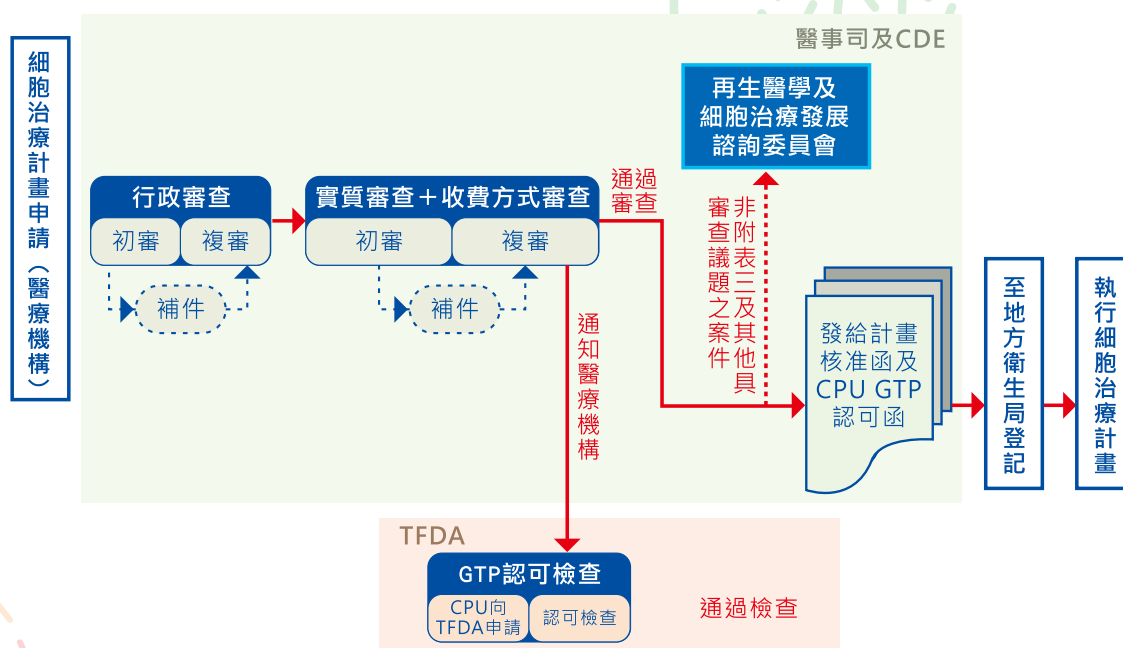 醫事司及CDE
細胞治療計畫申請（醫療機構）
再生醫學及
細胞治療發展
諮詢委員會
行政審查
初審
複審
補件
實質審查＋收費方式審查
初審
複審
補件
通過
審查
非附表三及其他具
審查議題之案件
通知醫療機構
發給計畫
核准函及
CPU GTP
認可函
至地方衛生局登記
執行細胞治療計畫
TFDA
GTP認可檢查
CPU向
TFDA申請
認可檢查
通過檢查